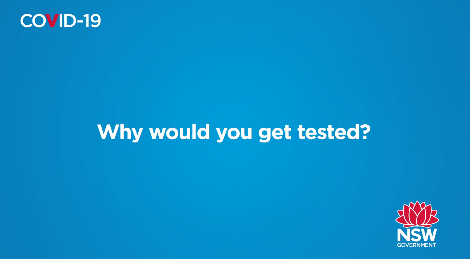 COVID-19
Why would you get tested?
NSW
GOVERNMENT